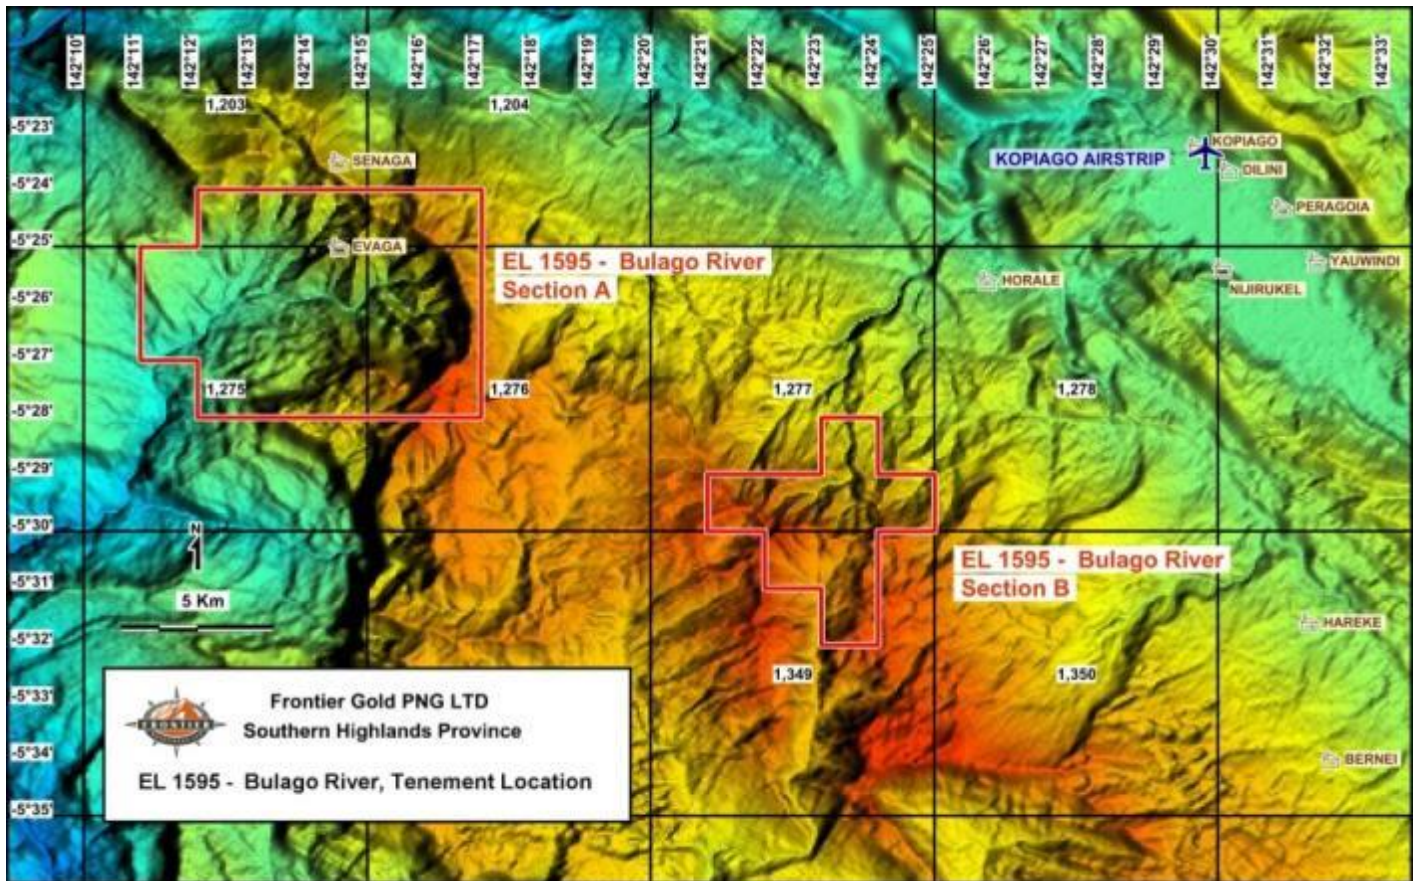 142°10'
142°11'
142°12'
142°13'
142°14'
142°15'
142°16'
142°17'
142°18'
142°19'
142°20'
142°21'
142°22'
142°23'
142°24'
142°25'
142°26'
142°27'
142°28'
142°29'
142°30'
142°31'
142°32'
142°33'
1,203
1,204
-5°23'
KOPIAGO
KOPIAGO AIRSTRIP
SENAGA
DILINI
-5°24'
PERAGOIA
-5°25'
EVAGA
EL 1595 - Bulago River
Section A
YAUWINDI
HORALE
NIJIRUKEL
-5°26'
-5°27'
1,275
1,276
1,277
1,278
-5°28'
-5°29'
-5°30'
N
EL 1595 - Bulago River
Section B
-5°31'
5 Km
HAREKE
-5°32'
1,349
1,350
-5°33'
FRONTIER
Frontier Gold PNG LTD
Southern Highlands Province
-5°34'
BERNEI
EL 1595 - Bulago River, Tenement Location
-5°35'